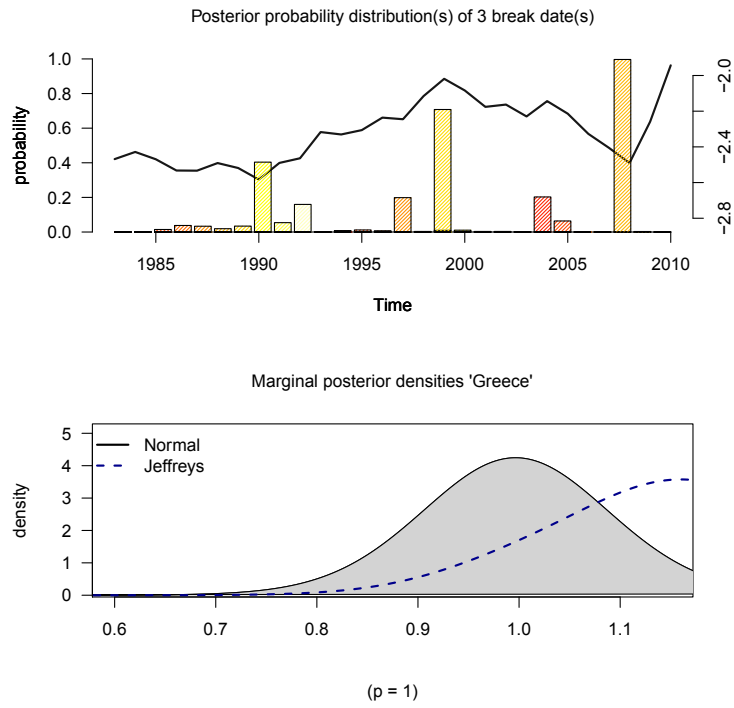 Posterior probability distribution(s) of 3 break date(s)
probability
1.0
0.8
0.6
0.4
0.2
0.0
−2.0
−2.4
−2.8
1985 1990 1995 2000 2005 2010
Time
Marginal posterior densities 'Greece'
density
5
4
3
2
1
0
Normal
Jeffreys
0.6 0.7 0.8 0.9 1.0 1.1
(p = 1)